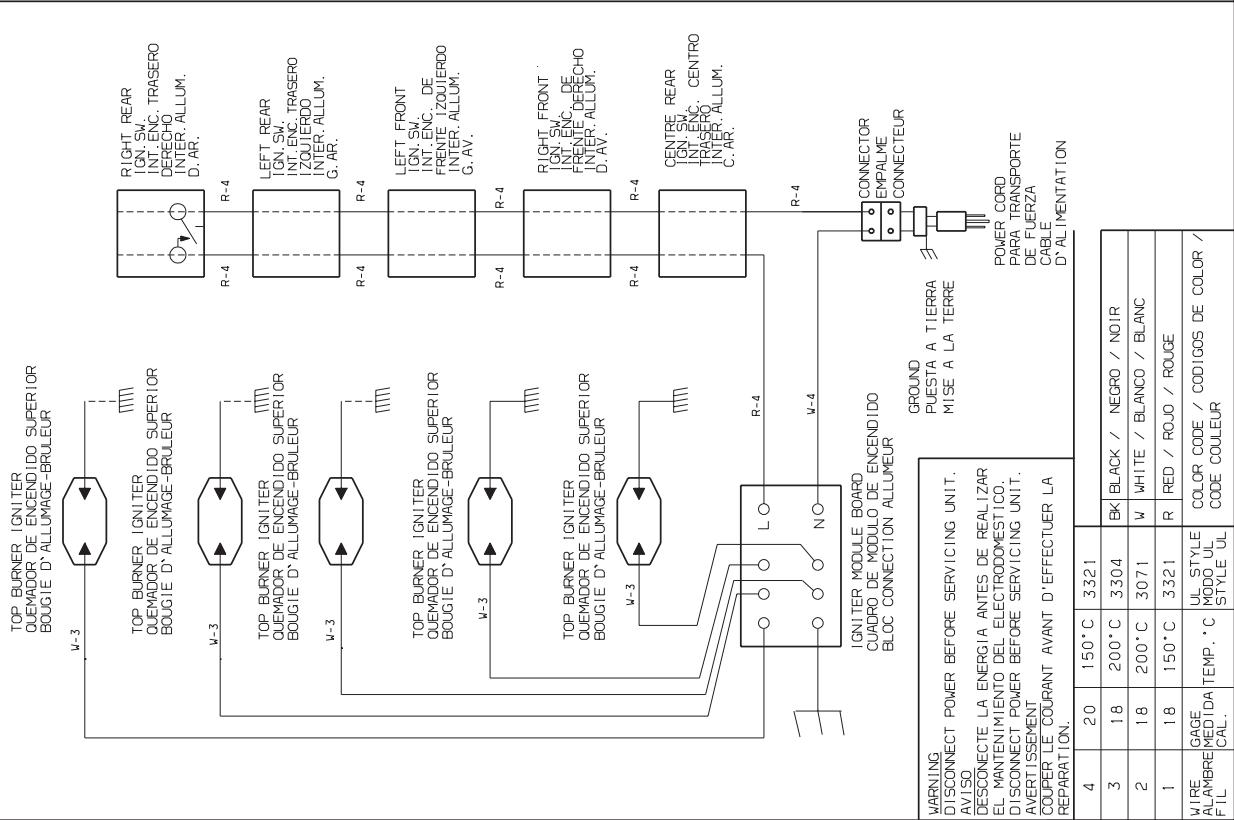 TOP BURNER IGNITER
QUEMADOR DE ENCENDIDO SUPERIOR
BOUGIE D`ALLUMAGE-BRULEUR
W-3
TOP BURNER IGNITER
QUEMADOR DE ENCENDIDO SUPERIOR
BOUGIE D`ALLUMAGE-BRULEUR
W-3
TOP BURNER IGNITER
QUEMADOR DE ENCENDIDO SUPERIOR
BOUGIE D`ALLUMAGE-BRULEUR
W-3
TOP BURNER IGNITER
QUEMADOR DE ENCENDIDO SUPERIOR
BOUGIE D`ALLUMAGE-BRULEUR
W-3
TOP BURNER IGNITER
QUEMADOR DE ENCENDIDO SUPERIOR
BOUGIE D`ALLUMAGE-BRULEUR
W-3
RIGHT REAR
IGN. SW.
INT. ENC. TRASERO
DERECHO
INTER. ALLUM.
D. AR.
R-4
R-4
LEFT REAR
IGN. SW.
INT. ENC. TRASERO
IZQUIERDO
INTER. ALLUM.
G. AR.
R-4
R-4
LEFT FRONT
IGN. SW.
INT. ENC. DE
FRENTE IZQUIERDO
INTER. ALLUM.
G. AV.
R-4
R-4
RIGHT FRONT
IGN. SW.
INT. ENC. DE
FRENTE DERECHO
INTER. ALLUM.
D. AV.
R-4
R-4
CENTRE REAR
IGN. SW.
INT. ENC. CENTRO
TRASERO
INTER. ALLUM.
C. AR.
R-4
R-4
W-4
L
N
IGNITER MODULE BOARD
CUADRO DE MODULO DE ENCENDIDO
BLOC CONNECTION ALLUMEUR
CONNECTOR
EMPALME
CONNECTEUR
GROUND
PUESTA A TIERRA
MISE A LA TERRE
POWER CORD
PARA TRANSPORTE
DE FUERZA
CABLE
D`ALIMENTATION
WARNING
DISCONNECT POWER BEFORE SERVICING UNIT.
AVISO
DESCONECTE LA ENERGIA ANTES DE REALIZAR
EL MANTENIMIENTO DEL ELECTRODOMESTICO.
DISCONNECT POWER BEFORE SERVICING UNIT.
AVERTISSEMENT
COUPER LE COURANT AVANT D'EFFECTUER LA
REPARATION.
4 20 150°C 3321
3 18 200°C 3304 BK BLACK / NEGRO / NOIR
2 18 200°C 3071 W WHITE / BLANCO / BLANC
1 18 150°C 3321 R RED / ROJO / ROUGE
WIRE
ALAMBRE
FIL
GAGE
MEDIDA
CAL.
TEMP.°C
UL STYLE
MODO UL
STYLE UL
COLOR CODE / CODIGOS DE COLOR /
CODE COULEUR